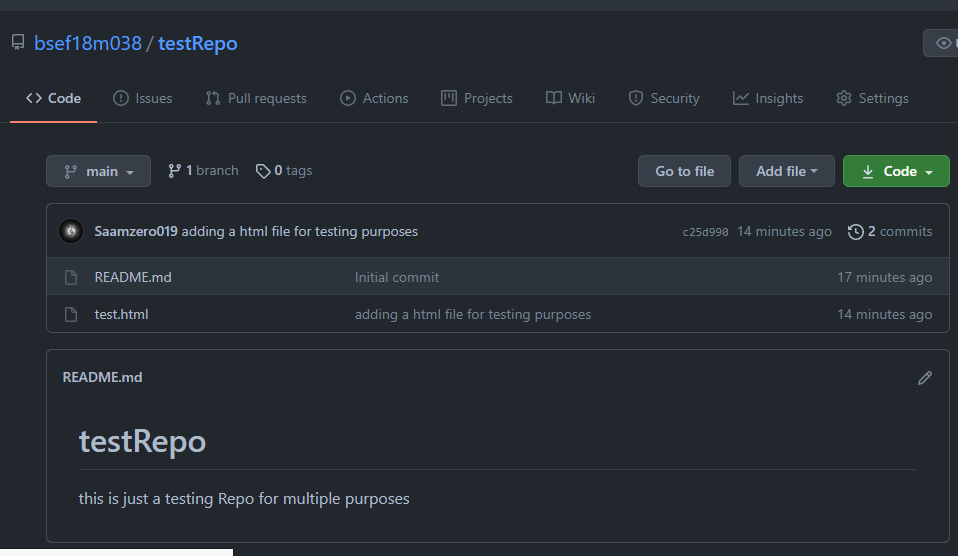 bsef18m038 / testRepo
Code Issues Pull requests Actions Projects Wiki Security Insights Settings
main 1 branch 0 tags Go to file Add file Code
Saamzero019 adding a html file for testing purposes c25d990 14 minutes ago 2 commits
README.md Initial commit 17 minutes ago
test.html adding a html file for testing purposes 14 minutes ago
README.md
testRepo
this is just a testing Repo for multiple purposes